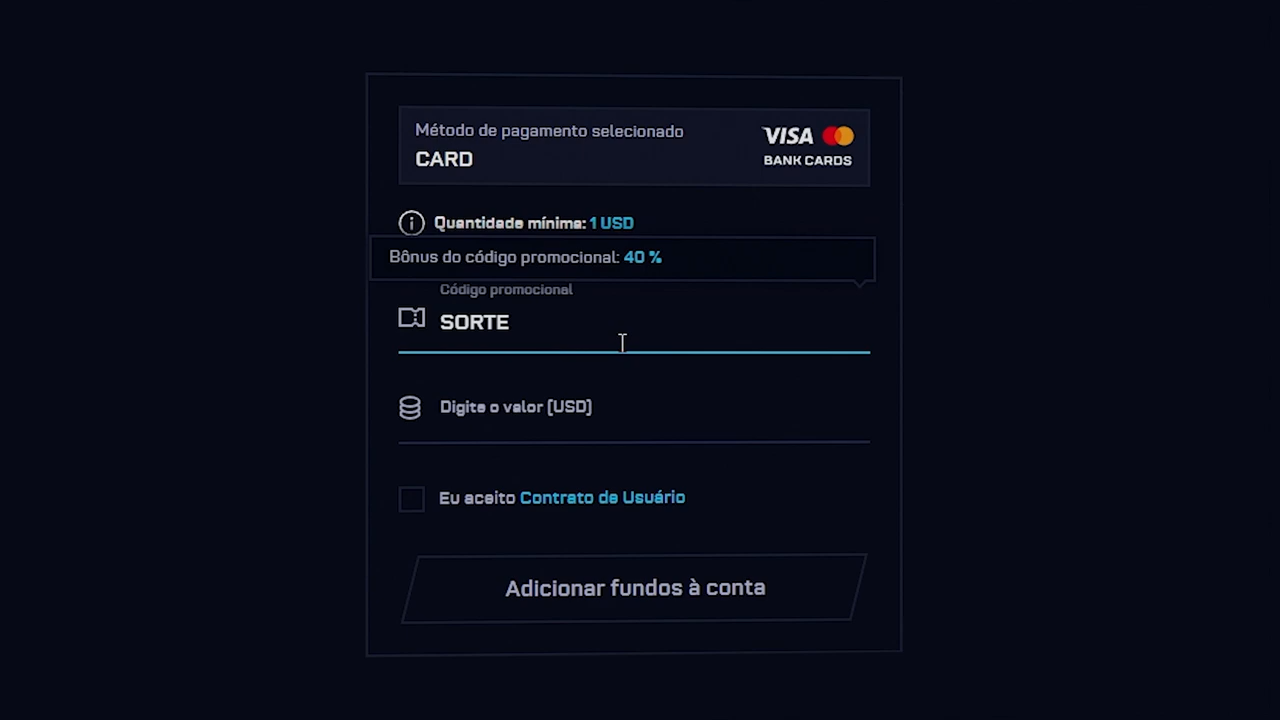 Método de pagamento selecionado
CARD
VISA
BANK CARDS
Quantidade mínima: 1 USD
Bônus do código promocional: 40 %
Código promocional
SORTE
Digite o valor (USD)
Eu aceito Contrato de Usuário
Adicionar fundos à conta